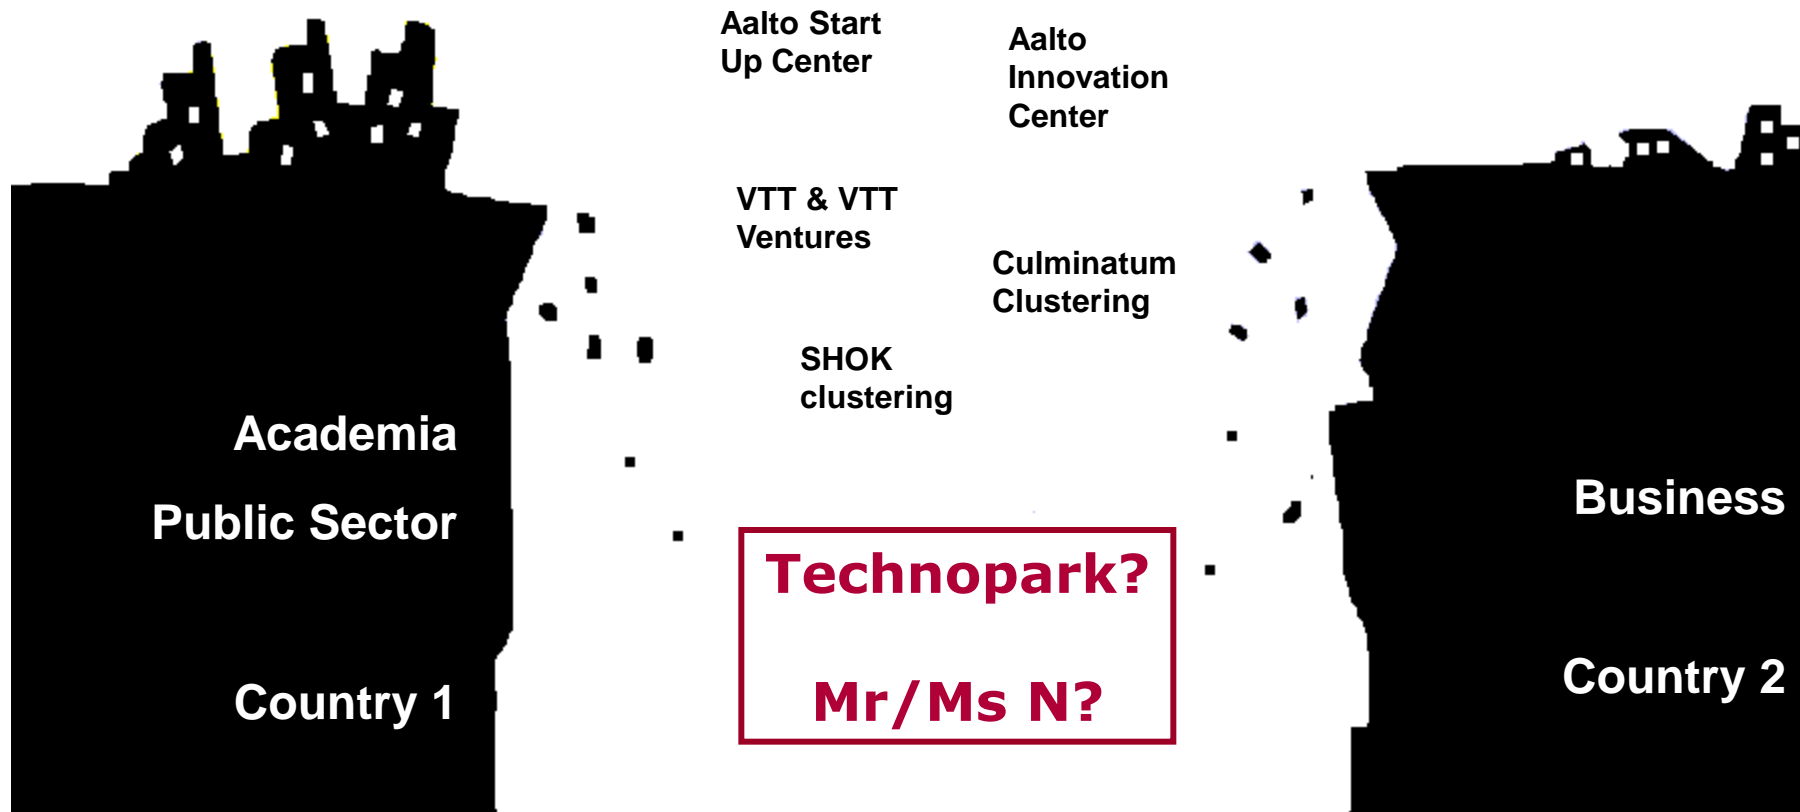 Aalto Start
Up Center
Aalto
Innovation
Center
VTT & VTT
Ventures
Culminatum
Clustering
SHOK
clustering
Academia
Public Sector
Country 1
Technopark?
Mr/Ms N?
Business
Country 2